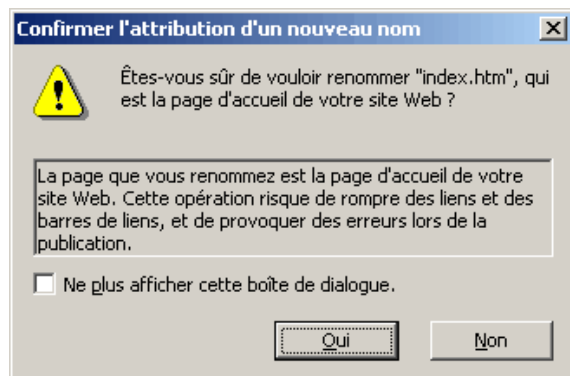 Confirmer l'attribution d'un nouveau nom
Êtes-vous sûr de vouloir renommer "index.htm", qui
est la page d'accueil de votre site Web ?
La page que vous renommez est la page d'accueil de votre
site Web. Cette opération risque de rompre des liens et des
barres de liens, et de provoquer des erreurs lors de la
publication.
Ne plus afficher cette boîte de dialogue.
Oui
Non